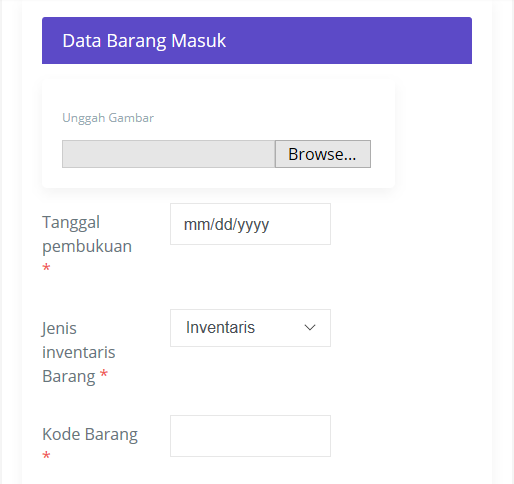 Data Barang Masuk
Unggah Gambar
Browse...
Tanggal
pembukuan
*
mm/dd/yyyy
Jenis
inventaris
Barang *
Inventaris
Kode Barang
*